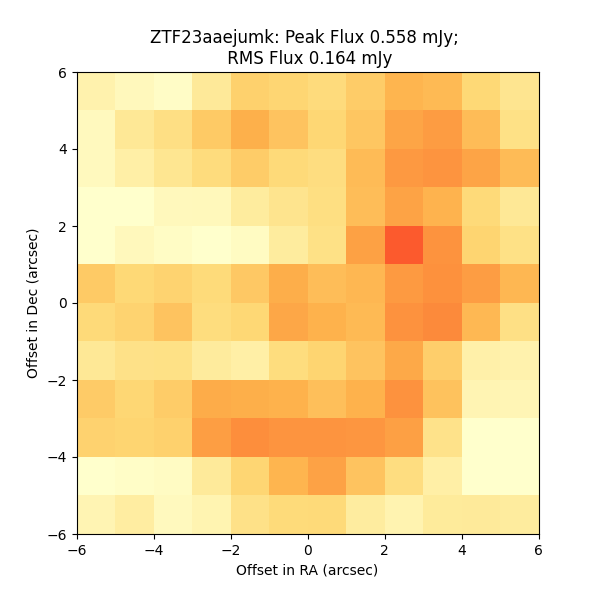 ZTF23aaejumk: Peak Flux 0.558 mJy;
RMS Flux 0.164 mJy
6
4
2
0
−2
−4
−6
Offset in Dec (arcsec)
−6 −4 −2 0 2 4 6
Offset in RA (arcsec)